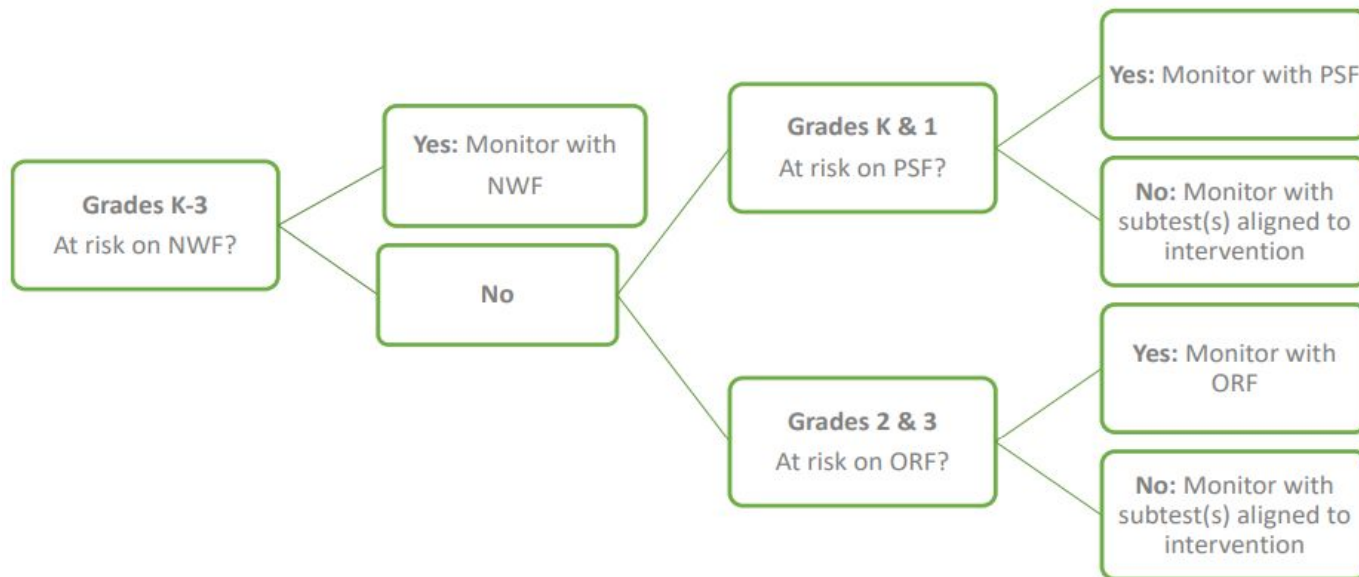 Grades K-3
At risk on NWF?
Yes: Monitor with
NWF
No
Grades K & 1
At risk on PSF?
Yes: Monitor with PSF
No: Monitor with
subtest(s) aligned to
intervention
Grades 2 & 3
At risk on ORF?
Yes: Monitor with
ORF
No: Monitor with
subtest(s) aligned to
intervention